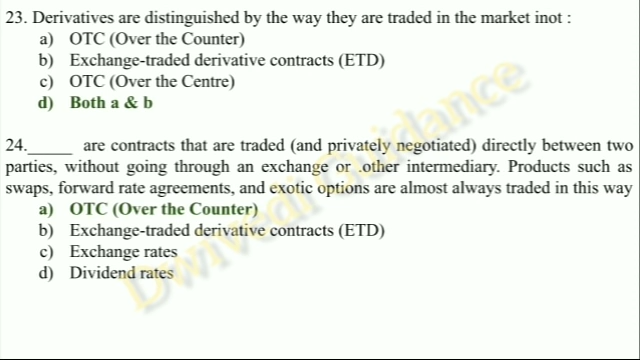 23. Derivatives are distinguished by the way they are traded in the market inot :
a) OTC (Over the Counter)
b) Exchange-traded derivative contracts (ETD)
c) OTC (Over the Centre)
d) Both a & b
24._____ are contracts that are traded (and privately negotiated) directly between two
parties, without going through an exchange or .other intermediary. Products such as
swaps, forward rate agreements, and exotic options are almost always traded in this way
a) OTC (Over the Counter)
b) Exchange-traded derivative contracts (ETD)
c) Exchange rates
d) Dividend rates
Dwivedi Guidance